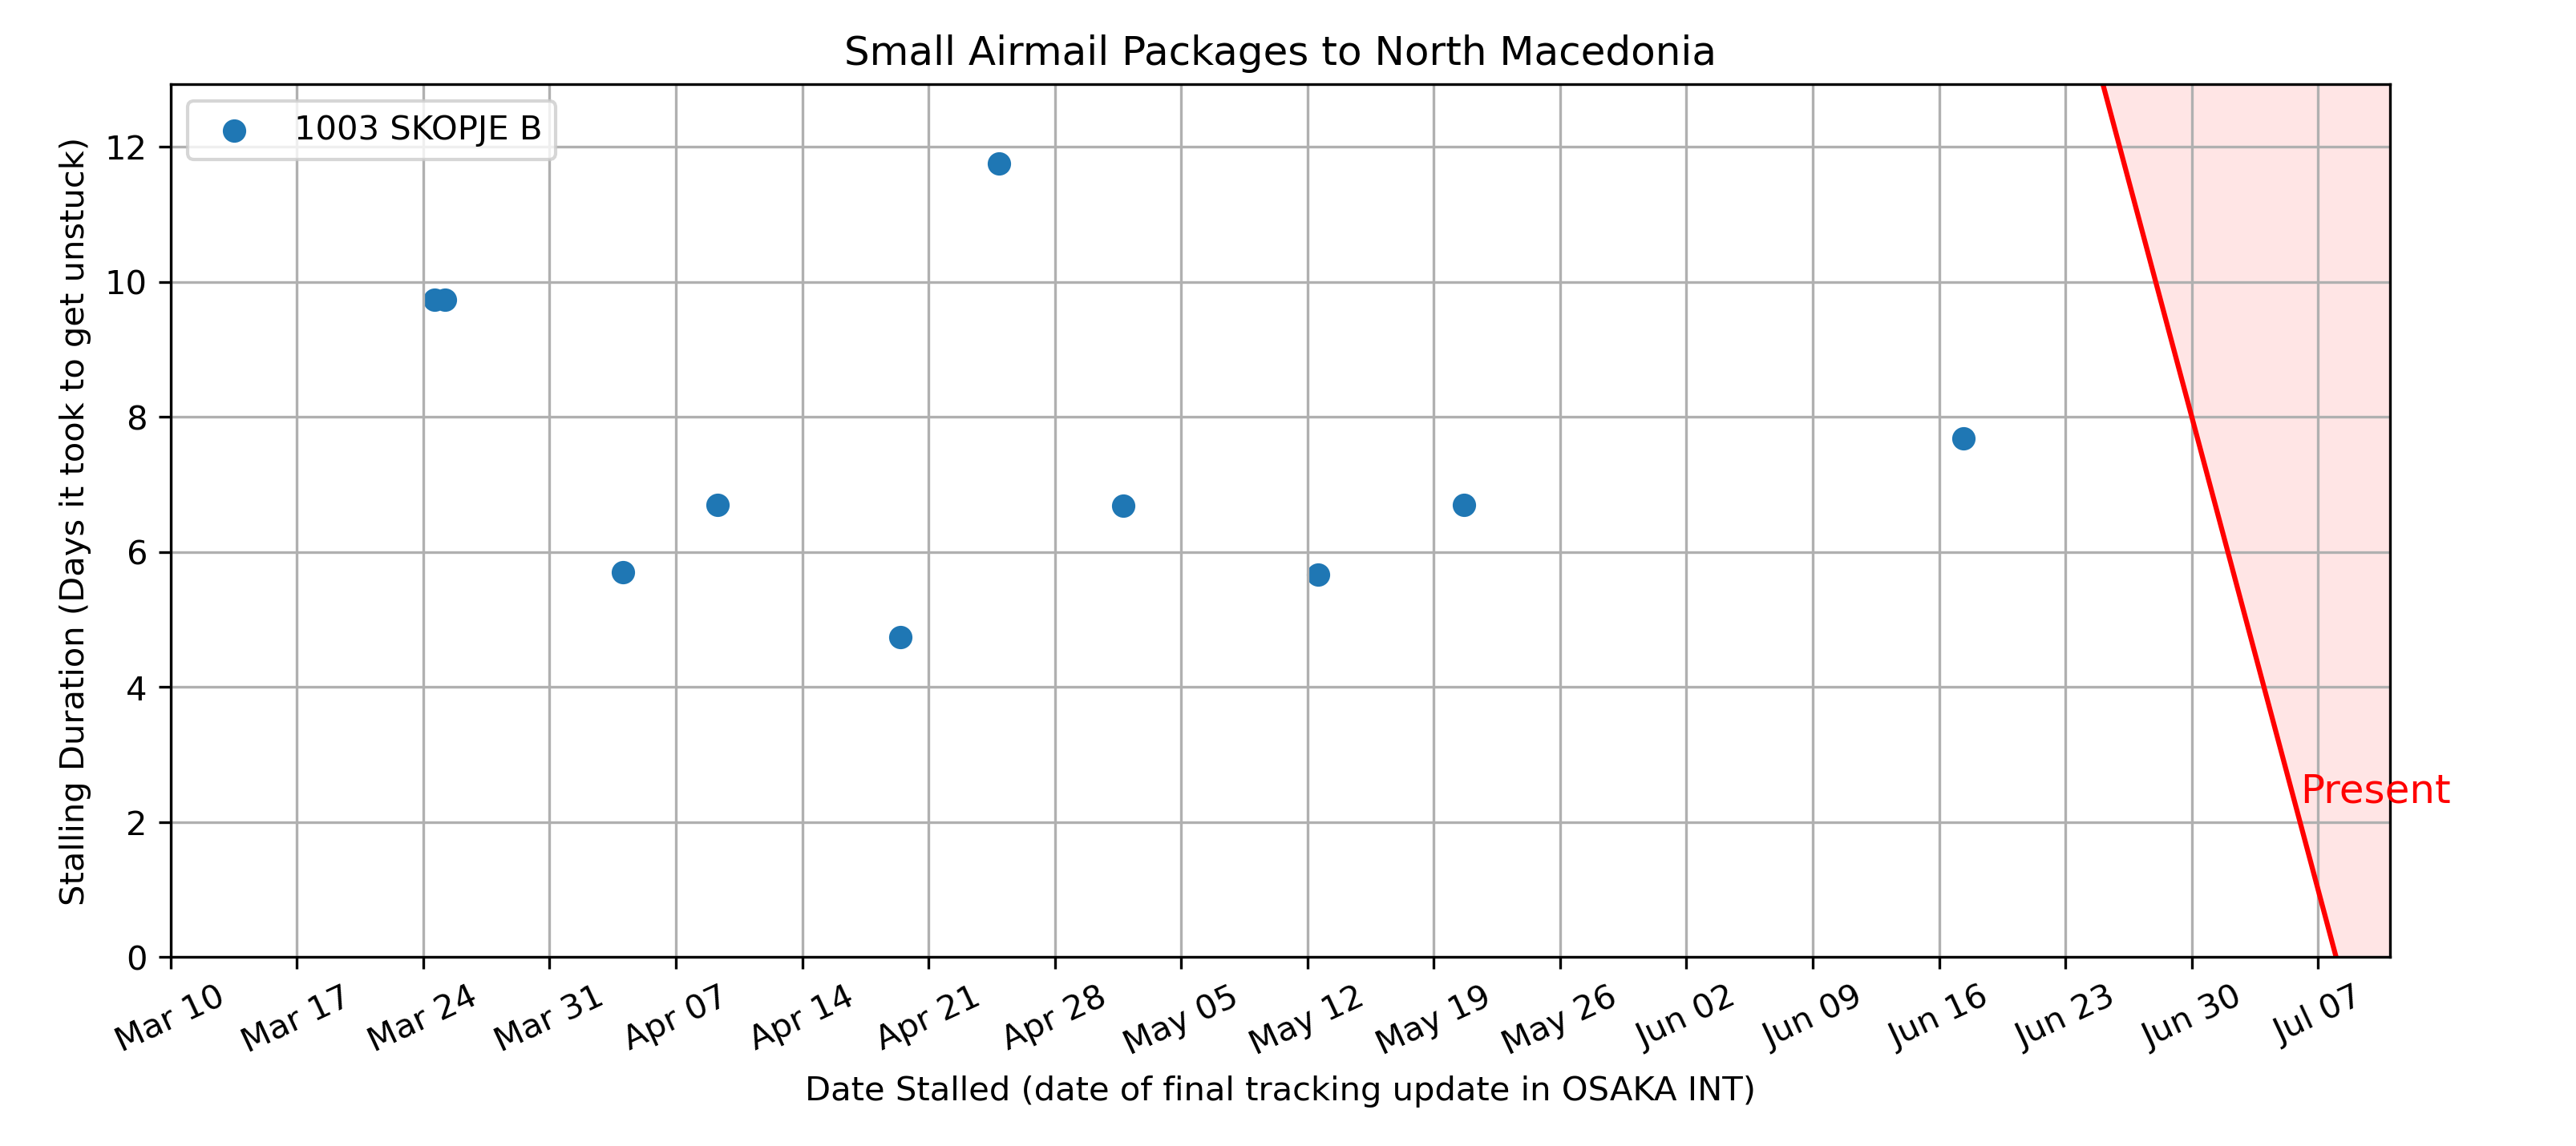 Small Airmail Packages to North Macedonia
1003 SKOPJE B
Stalling Duration (Days it took to get unstuck)
12
10
8
6
4
2
0
Present
Mar 10
Mar 17
Mar 24
Mar 31
Apr 07
Apr 14
Apr 21
Apr 28
May 05
May 12
May 19
May 26
Jun 02
Jun 09
Jun 16
Jun 23
Jun 30
Jul 07
Date Stalled (date of final tracking update in OSAKA INT)